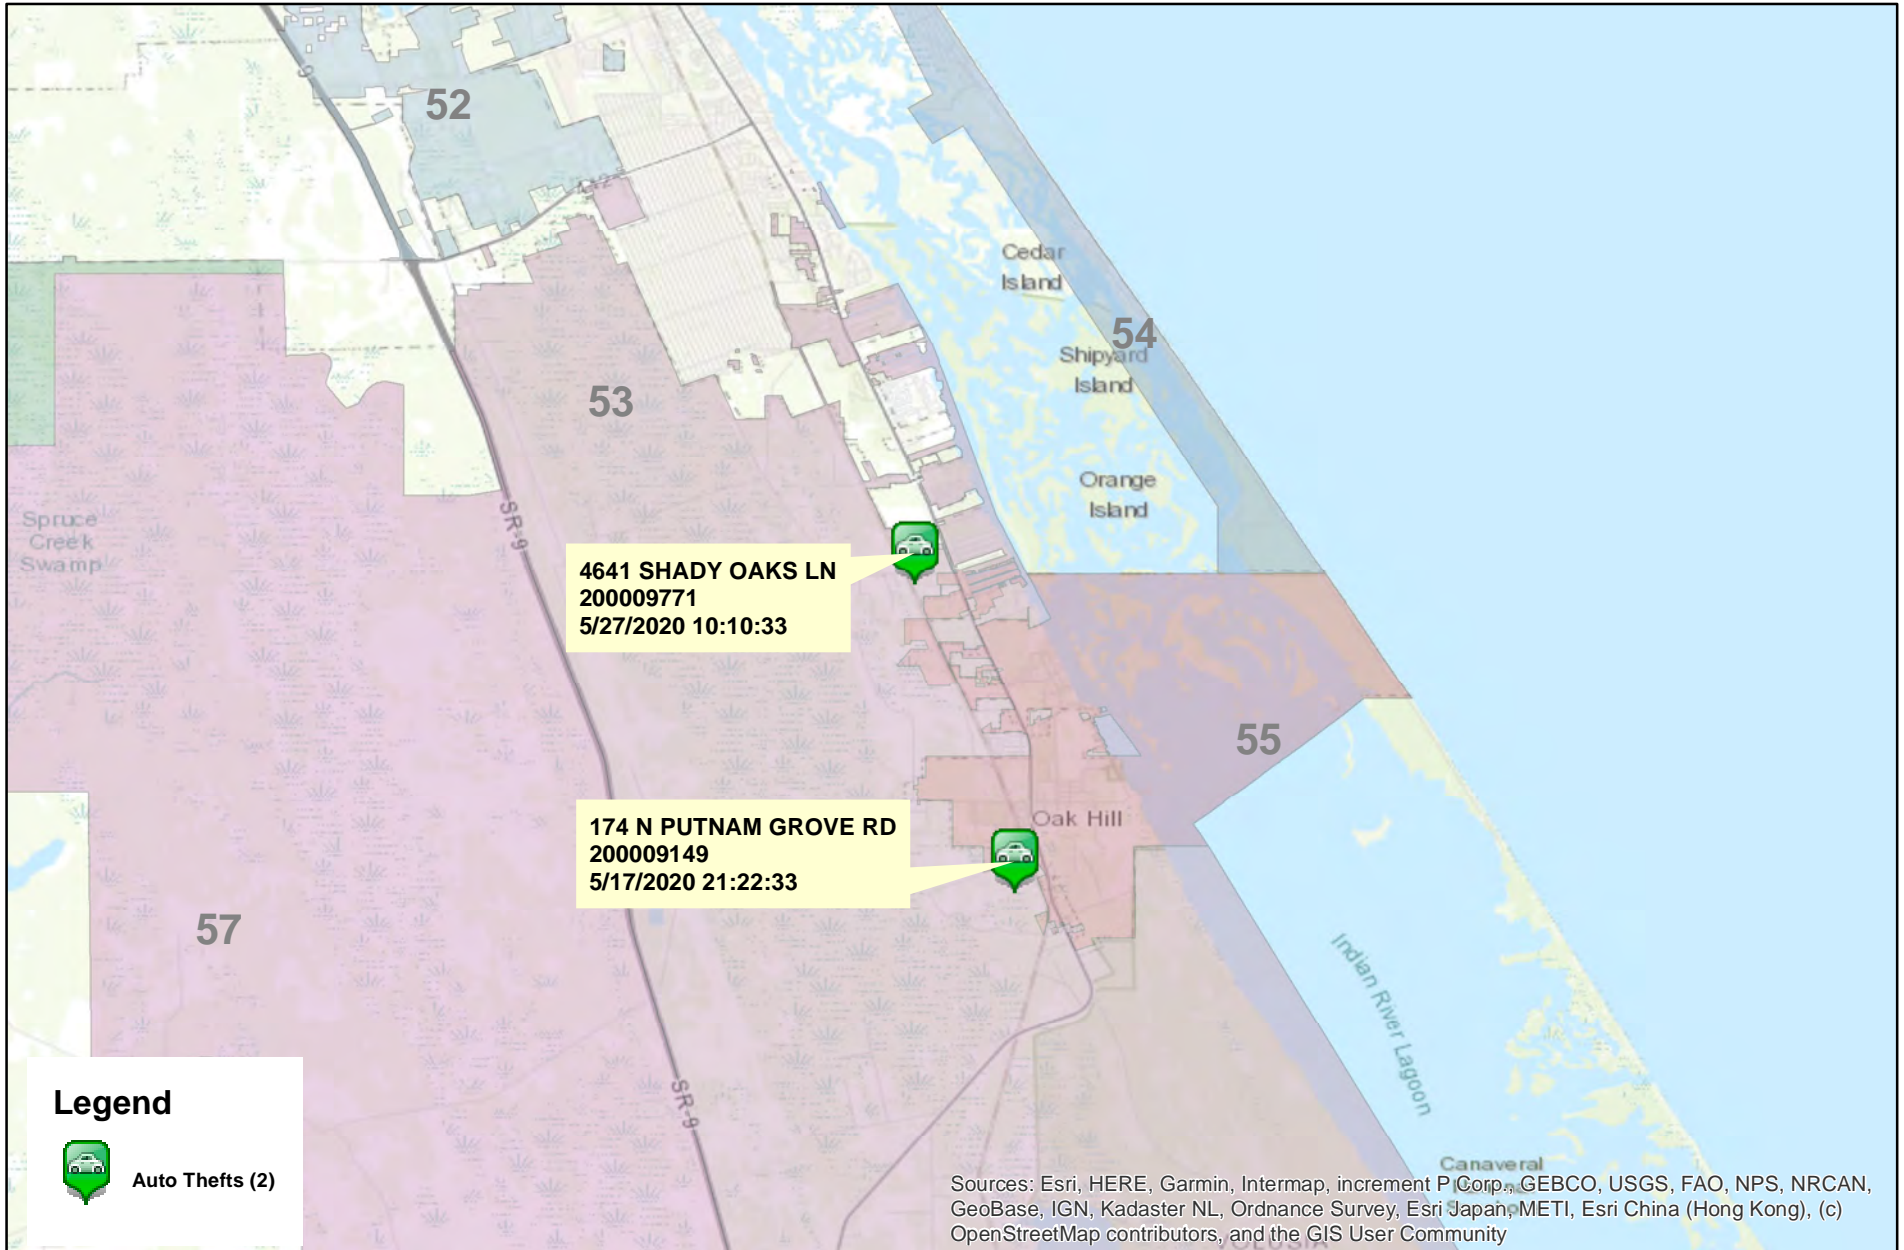 9
52
Cedar
Island
54
Shipyard
Island
53
Orange
Island
SR-9
Spruce
Creek
Swamp
4641 SHADY OAKS LN
200009771
5/27/2020 10:10:33
55
174 N PUTNAM GROVE RD
200009149
5/17/2020 21:22:33
Oak Hill
57
Indian River Lagoon
SR-9
Legend
Auto Thefts (2)
Canaveral
Sources: Esri, HERE, Garmin, Intermap, increment P Corp., GEBCO, USGS, FAO, NPS, NRCAN,
GeoBase, IGN, Kadaster NL, Ordnance Survey, Esri Japan, METI, Esri China (Hong Kong), (c)
OpenStreetMap contributors, and the GIS User Community
VOLUSIA